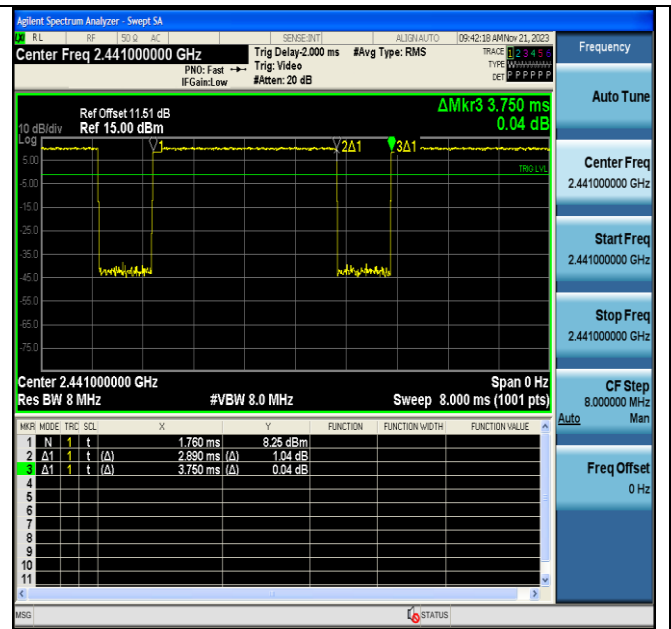 Agilent Spectrum Analyzer - Swept SA
RL RF 50 Ω AC SENSE:INT ALIGN AUTO 09:42:18 AM Nov 21, 2023
Center Freq 2.441000000 GHz Trig Delay-2.000 ms #Avg Type: RMS TRACE 1 2 3 4 5 6
PNO: Fast Trig: Video TYPE
IFGain:Low #Atten: 20 dB DET P P P P P P
Ref Offset 11.51 dB ΔMkr3 3.750 ms
10 dB/div Ref 15.00 dBm 0.04 dB
Log
1 2Δ1 3Δ1
5.00
TRIG LVL
-5.00
-15.0
-25.0
-35.0
-45.0
-55.0
-65.0
-75.0
Center 2.441000000 GHz Span 0 Hz
Res BW 8 MHz #VBW 8.0 MHz Sweep 8.000 ms (1001 pts)
MKR MODE TRC SCL X Y FUNCTION FUNCTION WIDTH FUNCTION VALUE
1 N 1 t 1.760 ms 8.25 dBm
2 Δ1 1 t (Δ) 2.890 ms (Δ) 1.04 dB
3 Δ1 1 t (Δ) 3.750 ms (Δ) 0.04 dB
4
5
6
7
8
9
10
11
MSG STATUS
Frequency
Auto Tune
Center Freq
2.441000000 GHz
Start Freq
2.441000000 GHz
Stop Freq
2.441000000 GHz
CF Step
8.000000 MHz
Auto Man
Freq Offset
0 Hz